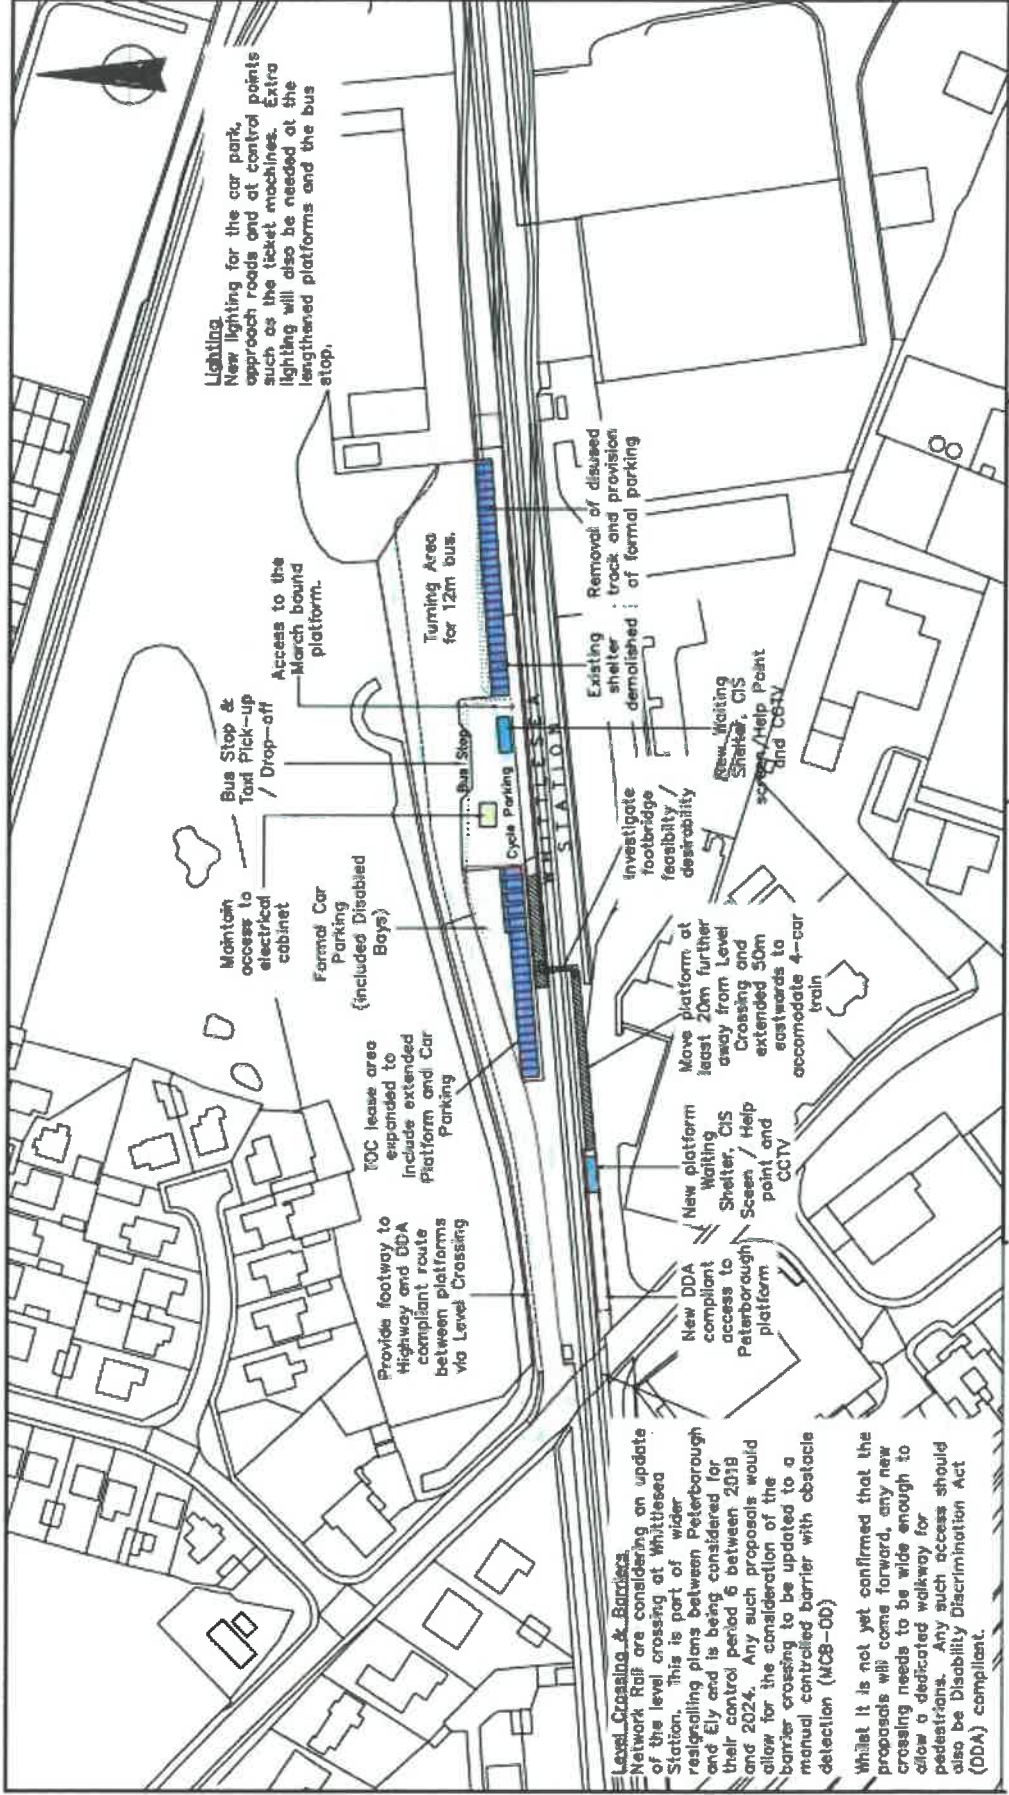 Lighting
New lighting for the car park,
approach roads and at control points
such as the ticket machines. Extra
lighting will also be needed at the
lengthened platforms and the bus
stop.
Access to the
March bound
platform.
Turning Area
for 12m bus.
Bus Stop &
Taxi Pick-up
/ Drop-off
Maintain
access to
electrical
cabinet
Formal Car
Parking
(included Disabled
Bays)
TOC lease area
expanded to
include extended
Platform and Car
Parking
Provide footway to
Highway and DDA
compliant route
between platforms
via Level Crossing
Bus Stop
Cycle Parking
WHITTLESEA
STATION
Removal of disused
track and provision
of formal parking
Existing
shelter
demolished
New Waiting
Shelter, CIS
screen/Help Point
and CCTV
Investigate
footbridge
feasibilty /
desirability
Move platform at
least 20m further
away from Level
Crossing and
extended 50m
eastwards to
accomodate 4-car
train
New platform
Waiting
Shelter, CIS
Sceen / Help
point and
CCTV
New DDA
compliant
access to
Peterborough
platform
Level Crossing & Barriers
Network Rail are considering an update
of the level crossing at Whittlesea
Station. This is part of wider
resignalling plans between Peterborough
and Ely and is being considered for
their control period 6 between 2019
and 2024. Any such proposals would
allow for the consideration of the
barrier crossing to be updated to a
manual controlled barrier with obstacle
detection (MCB-OD)
Whilst it is not yet confirmed that the
proposals will come forward, any new
crossing needs to be wide enough to
allow a dedicated walkway for
pedestrians. Any such access should
also be Disability Discrimination Act
(DDA) compliant.